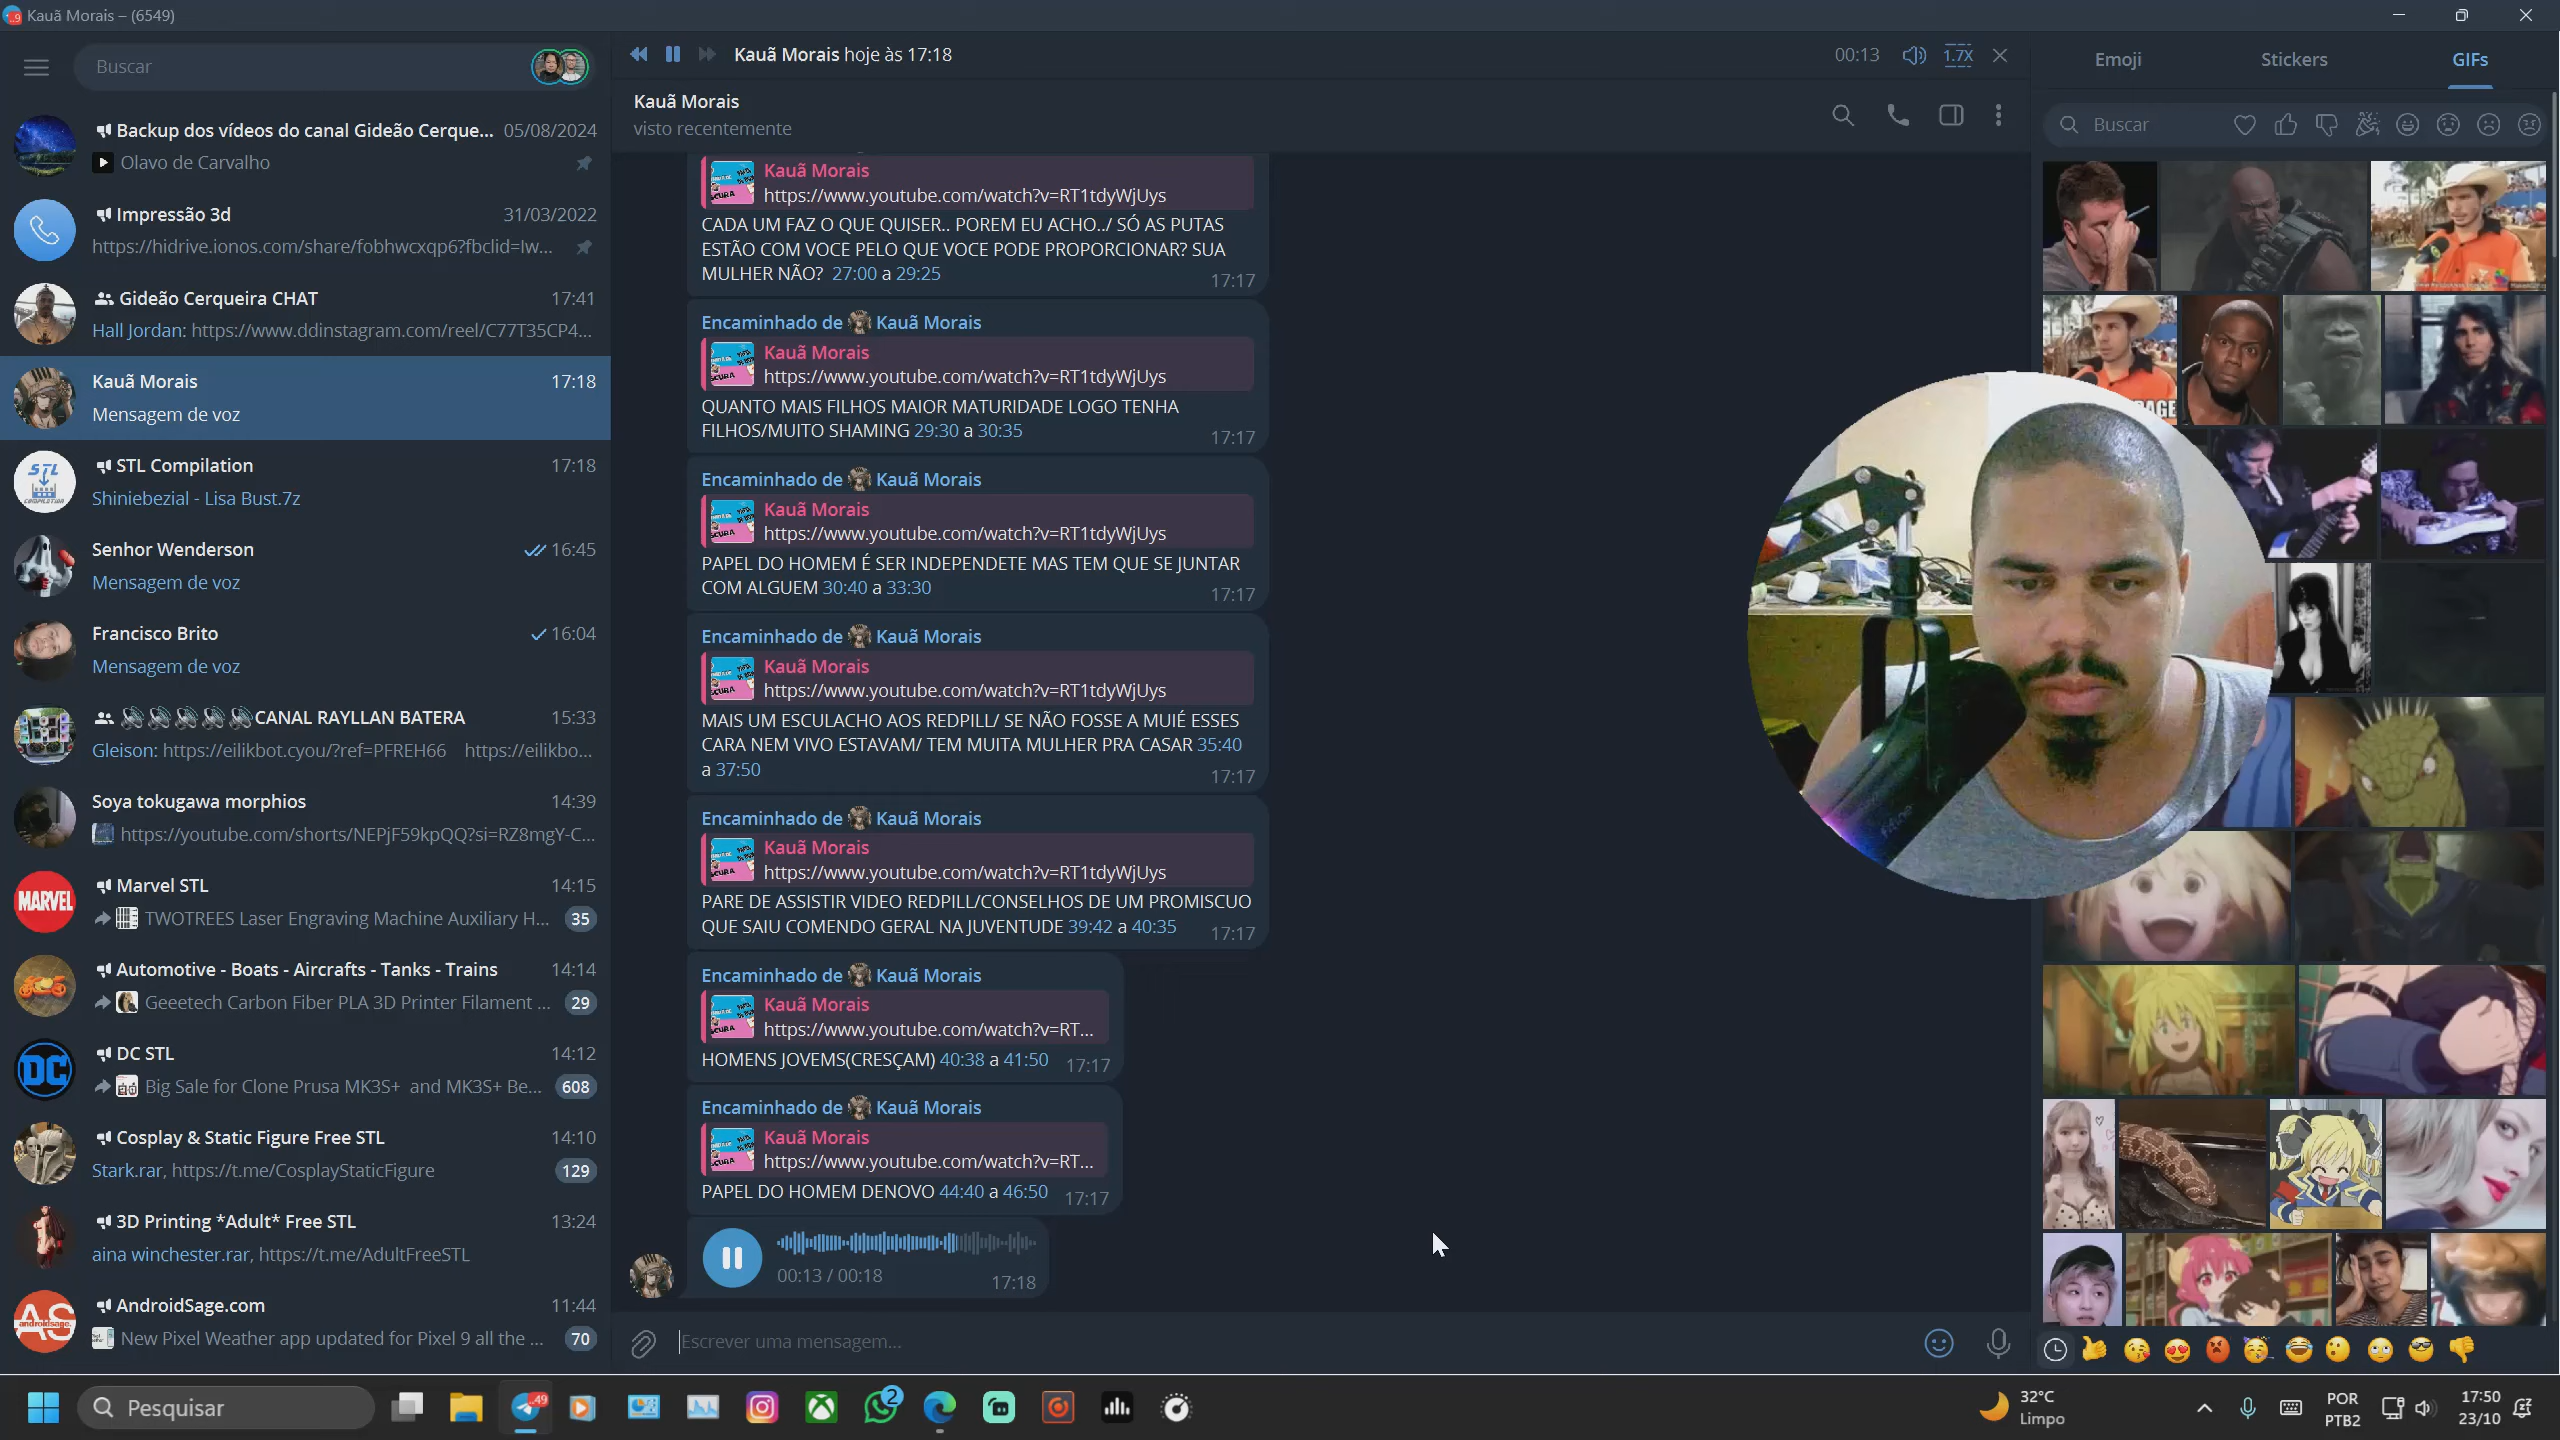 Kauã Morais – (6549)
Buscar
Backup dos vídeos do canal Gideão Cerque... 05/08/2024
Olavo de Carvalho
Impressão 3d 31/03/2022
https://hidrive.ionos.com/share/fobhwcxqp6?fbclid=Iw...
Gideão Cerqueira CHAT 17:41
Hall Jordan: https://www.ddinstagram.com/reel/C77T35CP4...
Kauã Morais 17:18
Mensagem de voz
STL Compilation 17:18
Shiniebezial - Lisa Bust.7z
Senhor Wenderson 16:45
Mensagem de voz
Francisco Brito 16:04
Mensagem de voz
CANAL RAYLLAN BATERA 15:33
Gleison: https://eilikbot.cyou/?ref=PFREH66 https://eilikbo...
Soya tokugawa morphios 14:39
https://youtube.com/shorts/NEPjF59kpQQ?si=RZ8mgY-C...
MARVEL
Marvel STL 14:15
TWOTREES Laser Engraving Machine Auxiliary H... 35
Automotive - Boats - Aircrafts - Tanks - Trains 14:14
Geeetech Carbon Fiber PLA 3D Printer Filament ... 29
DC
DC STL 14:12
Big Sale for Clone Prusa MK3S+ and MK3S+ Be... 608
Cosplay & Static Figure Free STL 14:10
Stark.rar, https://t.me/CosplayStaticFigure 129
3D Printing *Adult* Free STL 13:24
aina winchester.rar, https://t.me/AdultFreeSTL
AS
AndroidSage.com 11:44
New Pixel Weather app updated for Pixel 9 all the ... 70
Kauã Morais hoje às 17:18
00:13 1.7X
Kauã Morais
visto recentemente
Kauã Morais
https://www.youtube.com/watch?v=RT1tdyWjUys
CADA UM FAZ O QUE QUISER.. POREM EU ACHO../ SÓ AS PUTAS
ESTÃO COM VOCE PELO QUE VOCE PODE PROPORCIONAR? SUA
MULHER NÃO? 27:00 a 29:25
17:17
Encaminhado de Kauã Morais
Kauã Morais
https://www.youtube.com/watch?v=RT1tdyWjUys
QUANTO MAIS FILHOS MAIOR MATURIDADE LOGO TENHA
FILHOS/MUITO SHAMING 29:30 a 30:35
17:17
Encaminhado de Kauã Morais
Kauã Morais
https://www.youtube.com/watch?v=RT1tdyWjUys
PAPEL DO HOMEM É SER INDEPENDETE MAS TEM QUE SE JUNTAR
COM ALGUEM 30:40 a 33:30
17:17
Encaminhado de Kauã Morais
Kauã Morais
https://www.youtube.com/watch?v=RT1tdyWjUys
MAIS UM ESCULACHO AOS REDPILL/ SE NÃO FOSSE A MUIÉ ESSES
CARA NEM VIVO ESTAVAM/ TEM MUITA MULHER PRA CASAR 35:40
a 37:50
17:17
Encaminhado de Kauã Morais
Kauã Morais
https://www.youtube.com/watch?v=RT1tdyWjUys
PARE DE ASSISTIR VIDEO REDPILL/CONSELHOS DE UM PROMISCUO
QUE SAIU COMENDO GERAL NA JUVENTUDE 39:42 a 40:35
17:17
Encaminhado de Kauã Morais
Kauã Morais
https://www.youtube.com/watch?v=RT...
HOMENS JOVEMS(CRESÇAM) 40:38 a 41:50
17:17
Encaminhado de Kauã Morais
Kauã Morais
https://www.youtube.com/watch?v=RT...
PAPEL DO HOMEM DENOVO 44:40 a 46:50
17:17
00:13 / 00:18
17:18
Escrever uma mensagem...
Emoji Stickers GIFs
Buscar
Pesquisar
49
2
32°C
Limpo
POR
PTB2
17:50
23/10